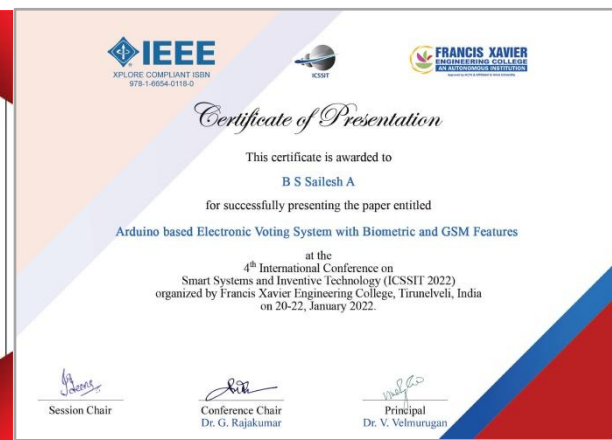 IEEE
XPLORE COMPLIANT ISBN
978-1-6654-0118-0
ICSSIT
FRANCIS XAVIER
ENGINEERING COLLEGE
AN AUTONOMOUS INSTITUTION
Certificate of Presentation
This certificate is awarded to
B S Sailesh A
for successfully presenting the paper entitled
Arduino based Electronic Voting System with Biometric and GSM Features
at the
4th International Conference on
Smart Systems and Inventive Technology (ICSSIT 2022)
organized by Francis Xavier Engineering College, Tirunelveli, India
on 20-22, January 2022.
Session Chair
Conference Chair
Dr. G. Rajakumar
Principal
Dr. V. Velmurugan